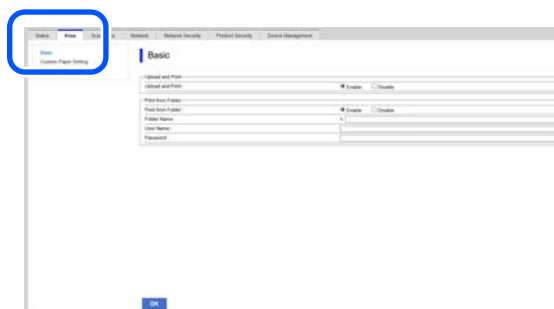 Status Print Network Network Security Product Security Device Management
Basic
Custom Paper Setting
Basic
Upload and Print
Upload and Print : Enable Disable
Print from Folder
Print from Folder : Enable Disable
Folder Name : \\
User Name :
Password :
OK